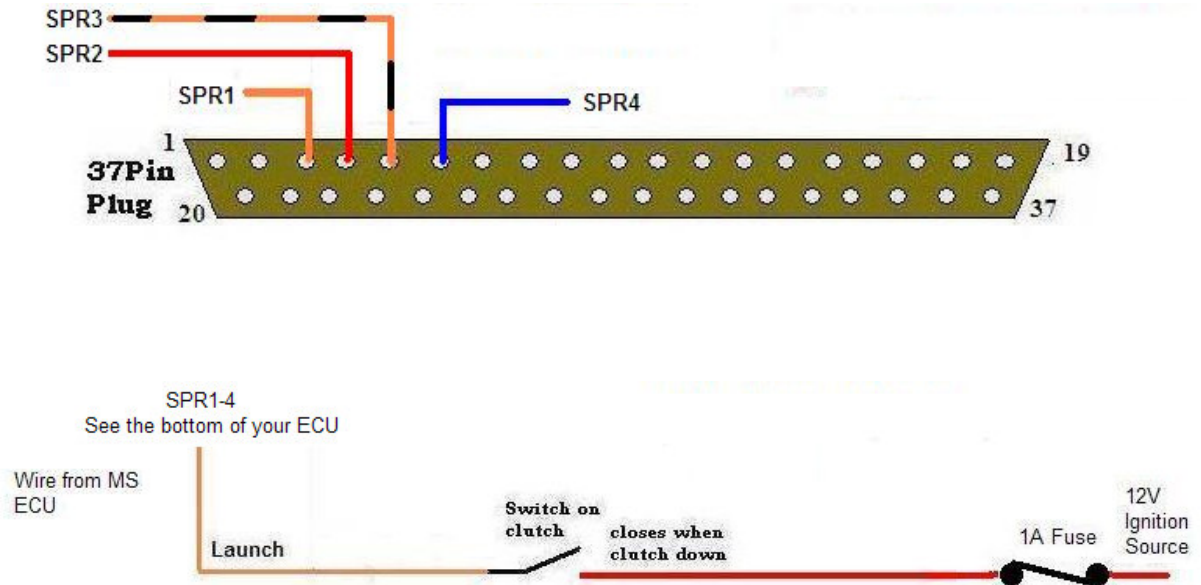 SPR3
SPR2
SPR1
SPR4
1
19
37Pin
Plug
20
37
SPR1-4
See the bottom of your ECU
Wire from MS
ECU
Launch
Switch on
clutch
closes when
clutch down
1A Fuse
12V
Ignition
Source